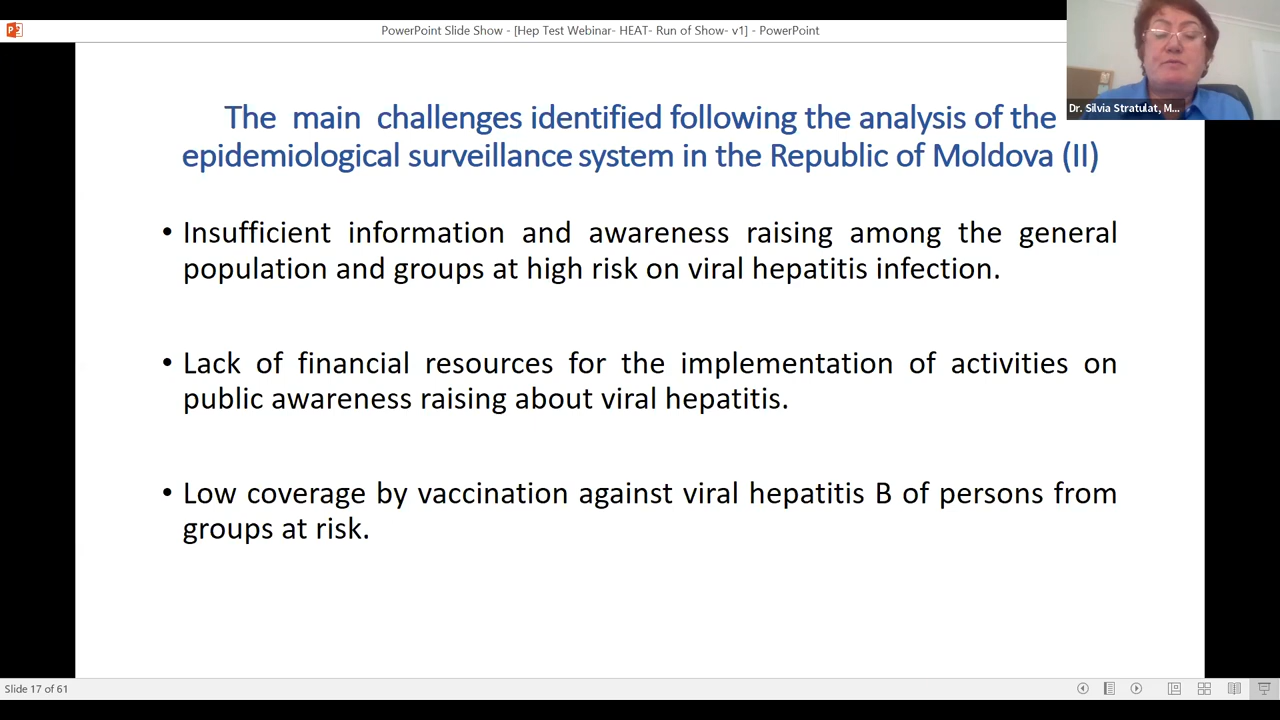 PowerPoint Slide Show - [Hep Test Webinar- HEAT- Run of Show- v1] - PowerPoint
Dr. Silvia Stratulat, M...
The main challenges identified following the analysis of the
epidemiological surveillance system in the Republic of Moldova (II)
• Insufficient information and awareness raising among the general
population and groups at high risk on viral hepatitis infection.
• Lack of financial resources for the implementation of activities on
public awareness raising about viral hepatitis.
• Low coverage by vaccination against viral hepatitis B of persons from
groups at risk.
Slide 17 of 61